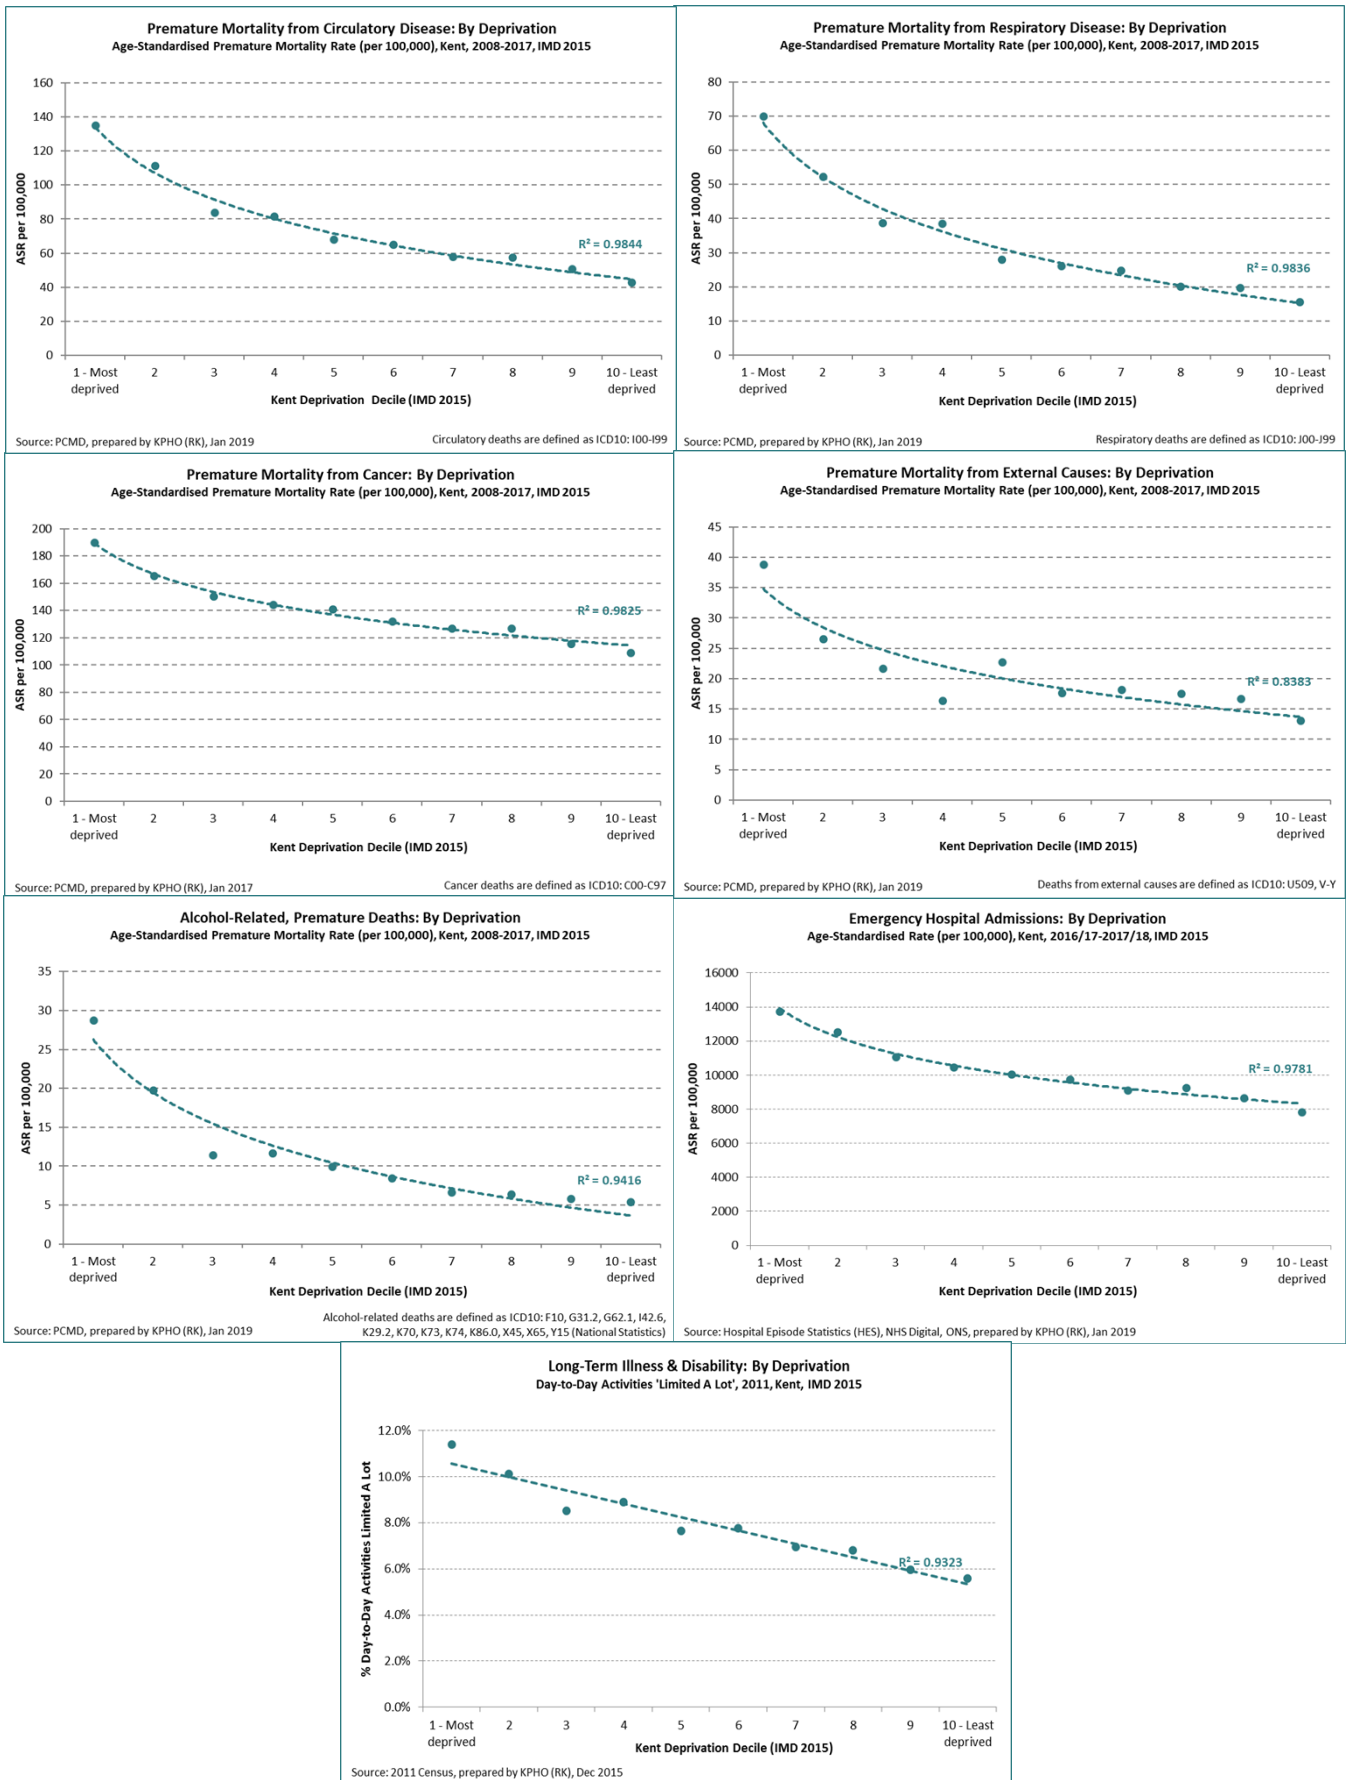 Premature Mortality from Circulatory Disease: By Deprivation
Age-Standardised Premature Mortality Rate (per 100,000), Kent, 2008-2017, IMD 2015
160
140
120
100
80
60
40
20
0
ASR per 100,000
R² = 0.9844
1 - Most deprived 2 3 4 5 6 7 8 9 10 - Least deprived
Kent Deprivation Decile (IMD 2015)
Source: PCMD, prepared by KPHO (RK), Jan 2019
Circulatory deaths are defined as ICD10: I00-I99
Premature Mortality from Respiratory Disease: By Deprivation
Age-Standardised Premature Mortality Rate (per 100,000), Kent, 2008-2017, IMD 2015
80
70
60
50
40
30
20
10
0
ASR per 100,000
R² = 0.9836
1 - Most deprived 2 3 4 5 6 7 8 9 10 - Least deprived
Kent Deprivation Decile (IMD 2015)
Source: PCMD, prepared by KPHO (RK), Jan 2019
Respiratory deaths are defined as ICD10: J00-J99
Premature Mortality from Cancer: By Deprivation
Age-Standardised Premature Mortality Rate (per 100,000), Kent, 2008-2017, IMD 2015
200
180
160
140
120
100
80
60
40
20
0
ASR per 100,000
R² = 0.9825
1 - Most deprived 2 3 4 5 6 7 8 9 10 - Least deprived
Kent Deprivation Decile (IMD 2015)
Source: PCMD, prepared by KPHO (RK), Jan 2017
Cancer deaths are defined as ICD10: C00-C97
Premature Mortality from External Causes: By Deprivation
Age-Standardised Premature Mortality Rate (per 100,000), Kent, 2008-2017, IMD 2015
45
40
35
30
25
20
15
10
5
0
ASR per 100,000
R² = 0.8383
1 - Most deprived 2 3 4 5 6 7 8 9 10 - Least deprived
Kent Deprivation Decile (IMD 2015)
Source: PCMD, prepared by KPHO (RK), Jan 2019
Deaths from external causes are defined as ICD10: U509, V-Y
Alcohol-Related, Premature Deaths: By Deprivation
Age-Standardised Premature Mortality Rate (per 100,000), Kent, 2008-2017, IMD 2015
35
30
25
20
15
10
5
0
ASR per 100,000
R² = 0.9416
1 - Most deprived 2 3 4 5 6 7 8 9 10 - Least deprived
Kent Deprivation Decile (IMD 2015)
Source: PCMD, prepared by KPHO (RK), Jan 2019
Alcohol-related deaths are defined as ICD10: F10, G31.2, G62.1, I42.6,
K29.2, K70, K73, K74, K86.0, X45, X65, Y15 (National Statistics)
Emergency Hospital Admissions: By Deprivation
Age-Standardised Rate (per 100,000), Kent, 2016/17-2017/18, IMD 2015
16000
14000
12000
10000
8000
6000
4000
2000
0
ASR per 100,000
R² = 0.9781
1 - Most deprived 2 3 4 5 6 7 8 9 10 - Least deprived
Kent Deprivation Decile (IMD 2015)
Source: Hospital Episode Statistics (HES), NHS Digital, ONS, prepared by KPHO (RK), Jan 2019
Long-Term Illness & Disability: By Deprivation
Day-to-Day Activities 'Limited A Lot', 2011, Kent, IMD 2015
12.0%
10.0%
8.0%
6.0%
4.0%
2.0%
0.0%
% Day-to-Day Activities Limited A Lot
R² = 0.9323
1 - Most deprived 2 3 4 5 6 7 8 9 10 - Least deprived
Kent Deprivation Decile (IMD 2015)
Source: 2011 Census, prepared by KPHO (RK), Dec 2015